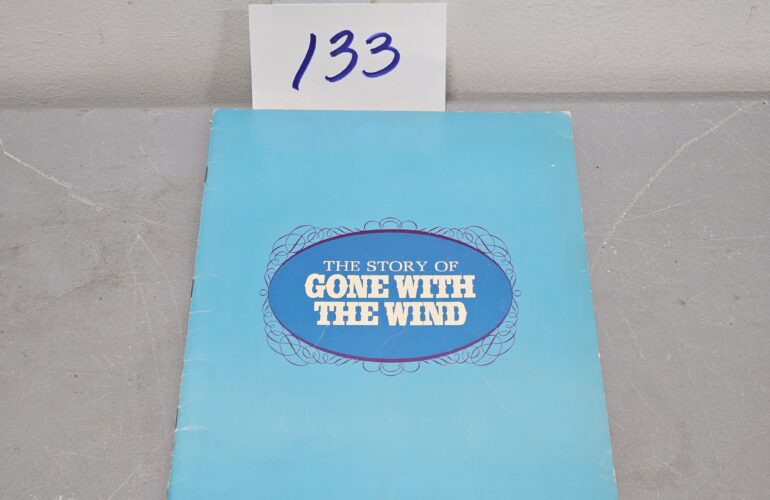 133
THE STORY OF
GONE WITH
THE WIND